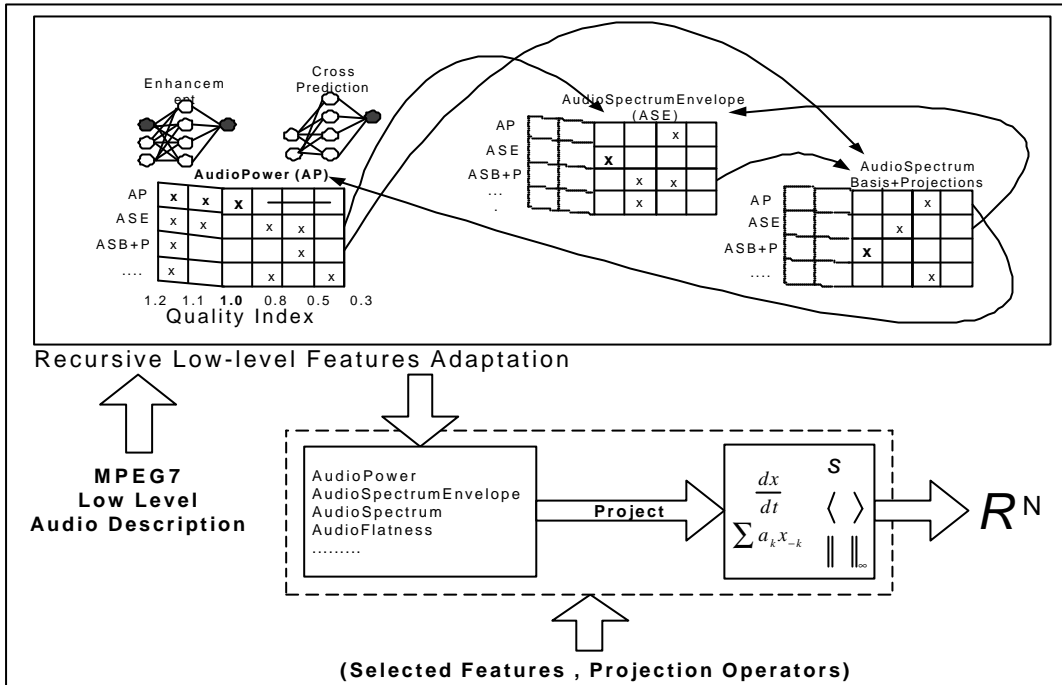 Enhancem
ent
Cross
Prediction
AudioPower (AP)
AP
ASE
ASB+P
....
x x x
x x x x
x x
x x x
1.2 1.1 1.0 0.8 0.5 0.3
Quality Index
AudioSpectrumEnvelope
(ASE)
AP
ASE
ASB+P
...
.
x
x
x x
x
AudioSpectrum
Basis+Projections
AP
ASE
ASB+P
....
x
x
x
x
Recursive Low-level Features Adaptation
MPEG7
Low Level
Audio Description
AudioPower
AudioSpectrumEnvelope
AudioSpectrum
AudioFlatness
.........
Project
s
dx
dt
⟨ ⟩
∑ a_k x_{-k}
‖ ‖_∞
R^N
(Selected Features , Projection Operators)